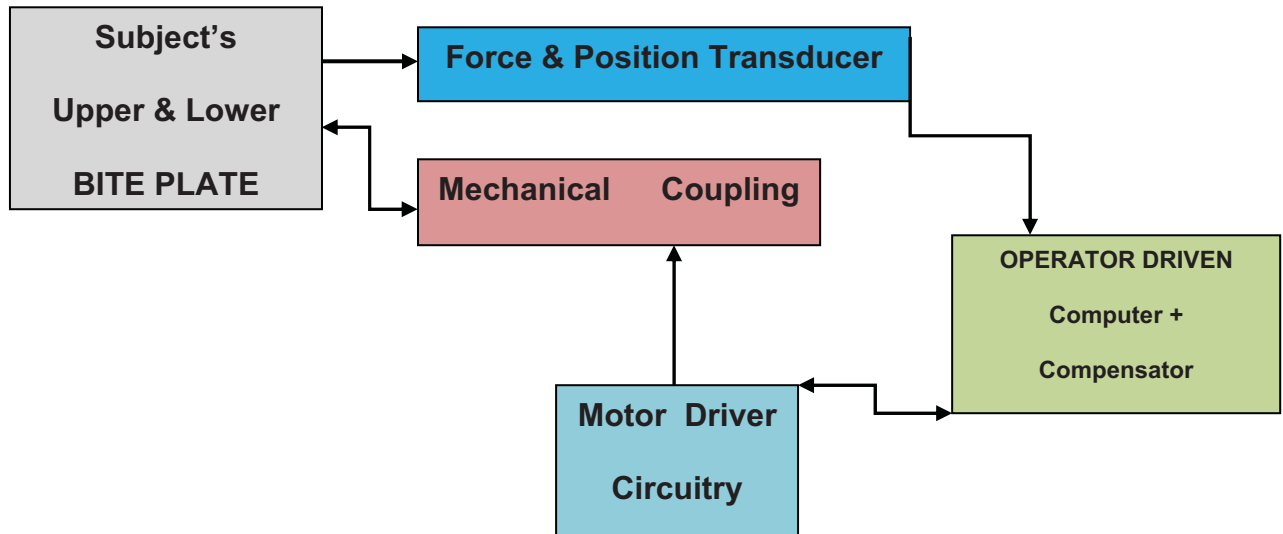 Subject's
Upper & Lower
BITE PLATE
Force & Position Transducer
Mechanical Coupling
OPERATOR DRIVEN
Computer +
Compensator
Motor Driver
Circuitry